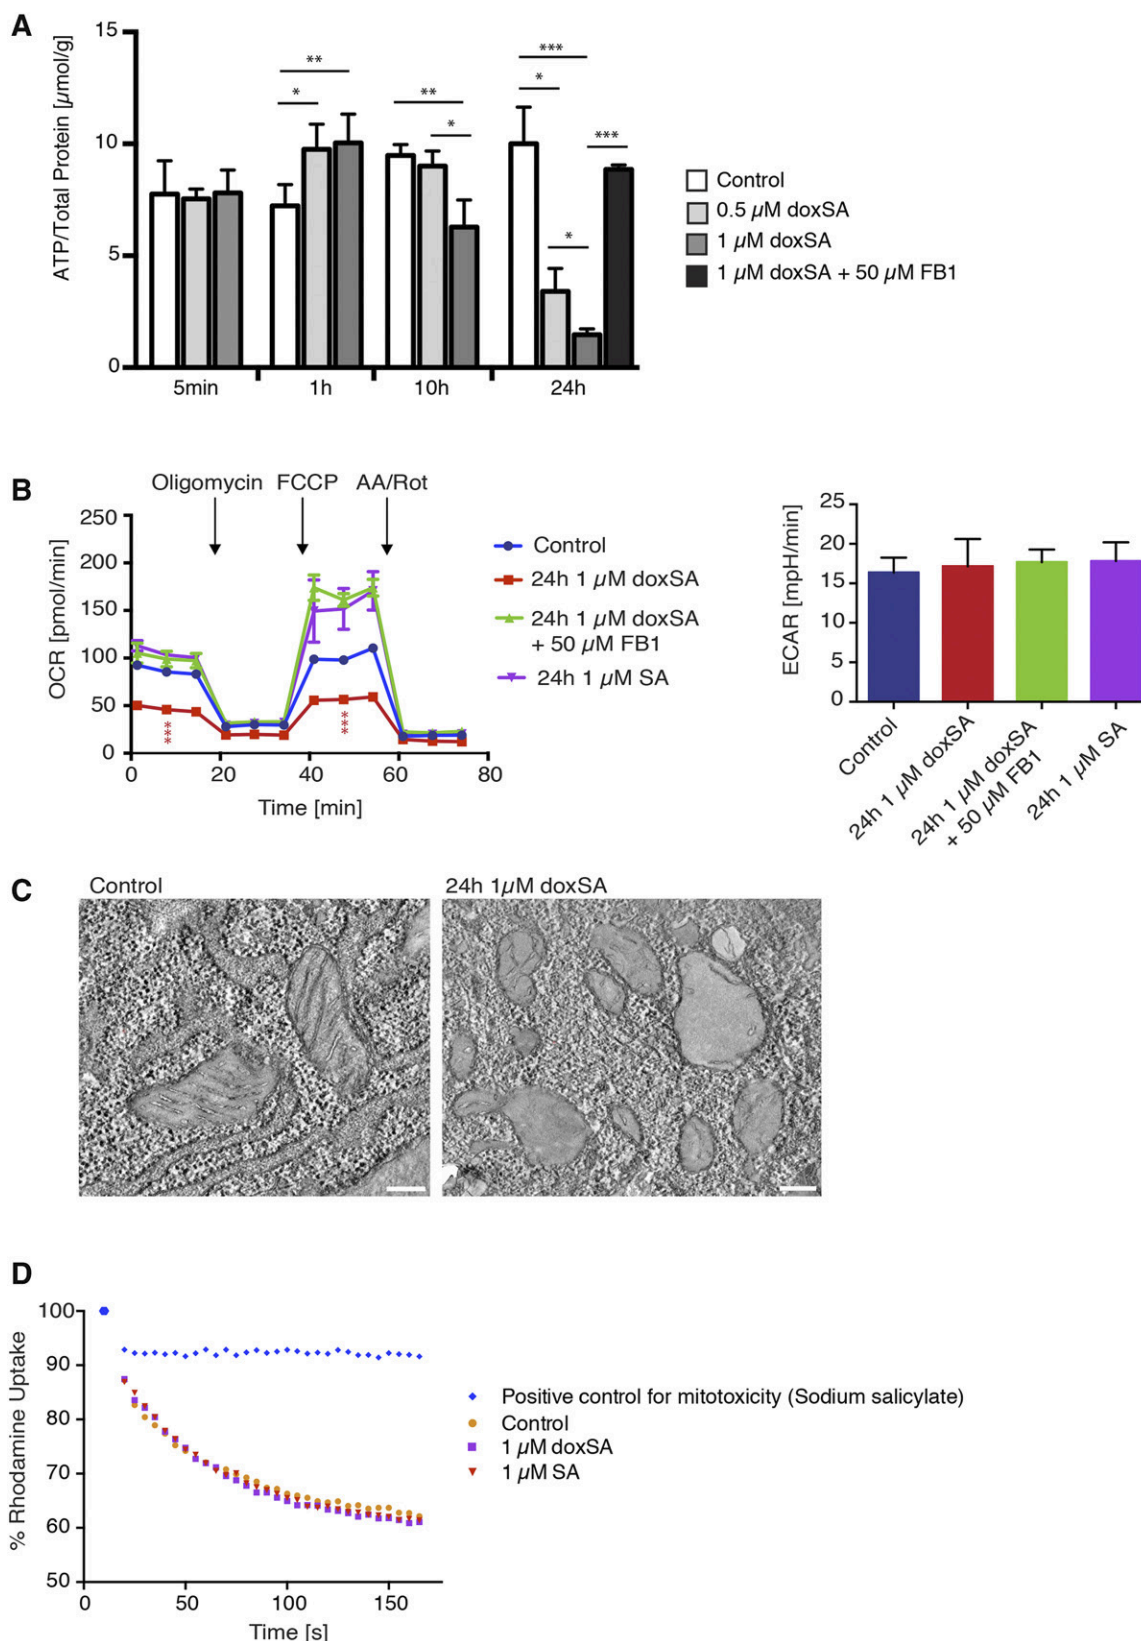 A
ATP/Total Protein [µmol/g]
15
10
5
0
** 
*
**
*
***
*
***
*
5min
1h
10h
24h
Control
0.5 µM doxSA
1 µM doxSA
1 µM doxSA + 50 µM FB1
B
Oligomycin
FCCP
AA/Rot
OCR [pmol/min]
250
200
150
100
50
0
***
***
0
20
40
60
80
Time [min]
Control
24h 1 µM doxSA
24h 1 µM doxSA
+ 50 µM FB1
24h 1 µM SA
ECAR [mpH/min]
25
20
15
10
5
0
Control
24h 1 µM doxSA
24h 1 µM doxSA
+ 50 µM FB1
24h 1 µM SA
C
Control
24h 1µM doxSA
D
% Rhodamine Uptake
100
90
80
70
60
0
50
100
150
Time [s]
Positive control for mitotoxicity (Sodium salicylate)
Control
1 µM doxSA
1 µM SA